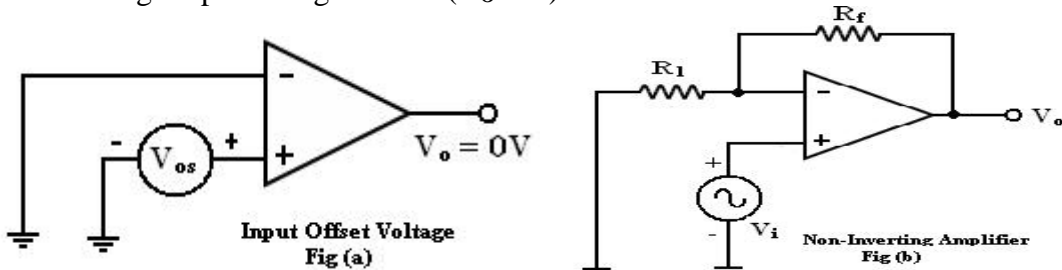 -
+
-
+
V_os
V_o = 0V
Input Offset Voltage
Fig (a)
R_f
R_1
-
+
V_o
+
-
V_i
Non-Inverting Amplifier
Fig (b)